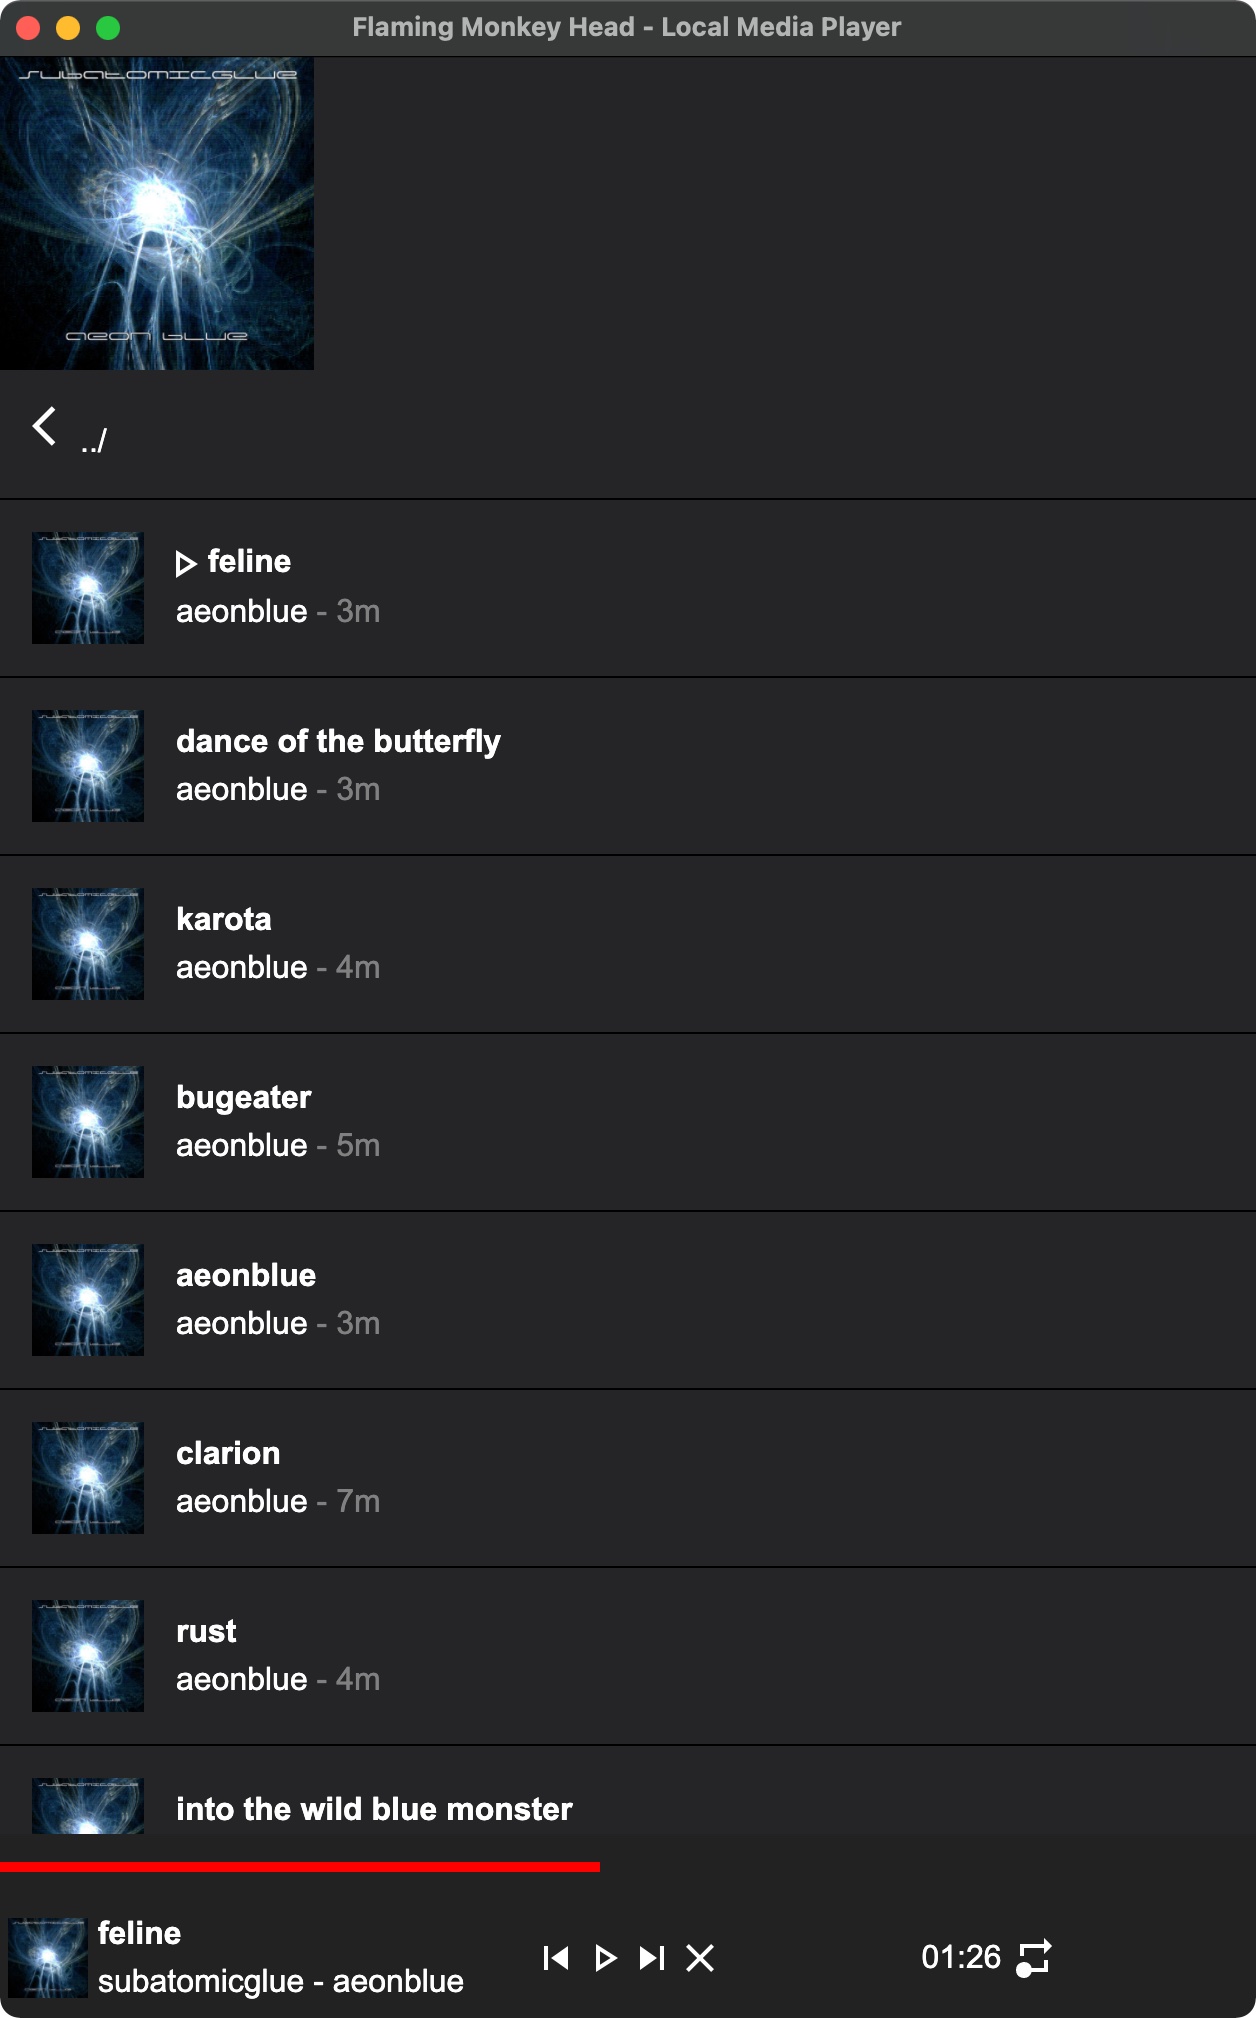 Flaming Monkey Head - Local Media Player
subatomicglue
aeon blue
../
feline
aeonblue - 3m
dance of the butterfly
aeonblue - 3m
karota
aeonblue - 4m
bugeater
aeonblue - 5m
aeonblue
aeonblue - 3m
clarion
aeonblue - 7m
rust
aeonblue - 4m
into the wild blue monster
feline
subatomicglue - aeonblue
01:26